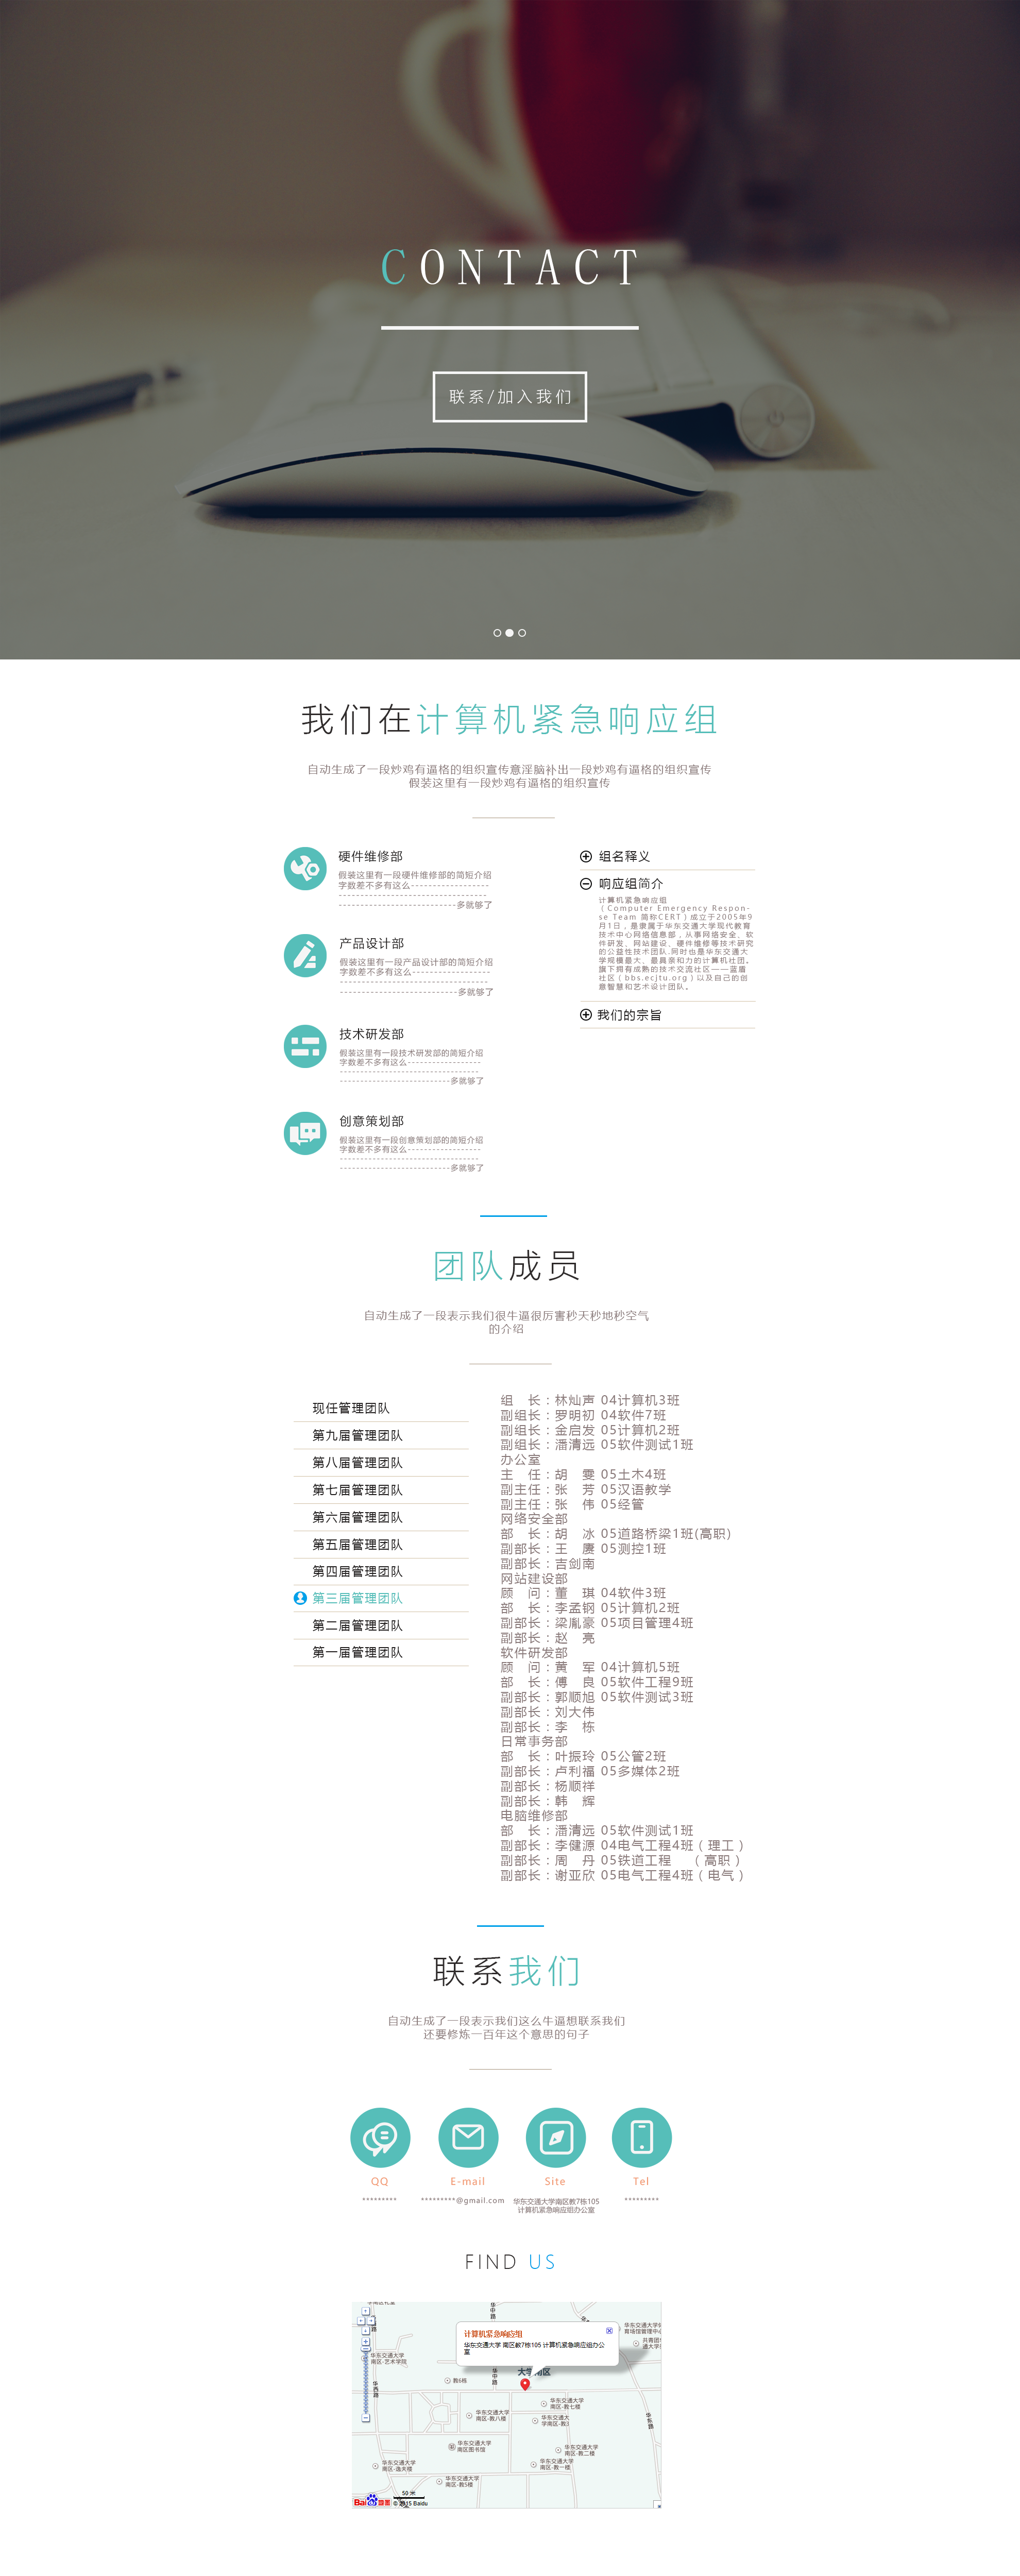 CONTACT
联系/加入我们
我们在计算机紧急响应组
自动生成了一段炒鸡有逼格的组织宣传意淫脑补出一段炒鸡有逼格的组织宣传
假装这里有一段炒鸡有逼格的组织宣传
硬件维修部
假装这里有一段硬件维修部的简短介绍
字数差不多有这么------------------
----------------------------------
---------------------------多就够了
产品设计部
假装这里有一段产品设计部的简短介绍
字数差不多有这么------------------
----------------------------------
---------------------------多就够了
技术研发部
假装这里有一段技术研发部的简短介绍
字数差不多有这么------------------
----------------------------------
---------------------------多就够了
创意策划部
假装这里有一段创意策划部的简短介绍
字数差不多有这么------------------
----------------------------------
---------------------------多就够了
组名释义
响应组简介
计算机紧急响应组
（Computer Emergency Respon-
se Team 简称CERT）成立于2005年9
月1日，是隶属于华东交通大学现代教育
技术中心网络信息部，从事网络安全、软
件研发、网站建设、硬件维修等技术研究
的公益性技术团队.同时也是华东交通大
学规模最大、最具亲和力的计算机社团。
旗下拥有成熟的技术交流社区——蓝眉
社区（bbs.ecjtu.org）以及自己的创
意智慧和艺术设计团队。
我们的宗旨
团队成员
自动生成了一段表示我们很牛逼很厉害秒天秒地秒空气
的介绍
现任管理团队
第九届管理团队
第八届管理团队
第七届管理团队
第六届管理团队
第五届管理团队
第四届管理团队
第三届管理团队
第二届管理团队
第一届管理团队
组　长：林灿声 04计算机3班
副组长：罗明初 04软件7班
副组长：金启发 05计算机2班
副组长：潘清远 05软件测试1班
办公室
主　任：胡　雯 05土木4班
副主任：张　芳 05汉语教学
副主任：张　伟 05经管
网络安全部
部　长：胡　冰 05道路桥梁1班(高职)
副部长：王　赓 05测控1班
副部长：吉剑南
网站建设部
顾　问：董　琪 04软件3班
部　长：李孟钢 05计算机2班
副部长：梁胤豪 05项目管理4班
副部长：赵　亮
软件研发部
顾　问：黄　军 04计算机5班
部　长：傅　良 05软件工程9班
副部长：郭顺旭 05软件测试3班
副部长：刘大伟
副部长：李　栋
日常事务部
部　长：叶振玲 05公管2班
副部长：卢利福 05多媒体2班
副部长：杨顺祥
副部长：韩　辉
电脑维修部
部　长：潘清远 05软件测试1班
副部长：李健源 04电气工程4班（理工）
副部长：周　丹 05铁道工程　（高职）
副部长：谢亚欣 05电气工程4班（电气）
联系我们
自动生成了一段表示我们这么牛逼想联系我们
还要修炼一百年这个意思的句子
QQ
*********
E-mail
*********@gmail.com
Site
华东交通大学南区教7栋105
计算机紧急响应组办公室
Tel
*********
FIND US
华中路
计算机紧急响应组
华东交通大学 南区教7栋105 计算机紧急响应组办公
室
华东交通大学
南区-艺术学院
华西路
教6栋
华中路
华东交通大学
南区-教七楼
华东交通大学
南区-教八楼
华东交通大
学南区-教3
华东路
华东交通大学
南区图书馆
华东交通大学
南区-教二楼
华东交通大学
南区-逸夫楼
华东交通大学
南区-教一楼
华东交通大学
南区-教5楼
50 米
Bai 百度
© 2015 Baidu